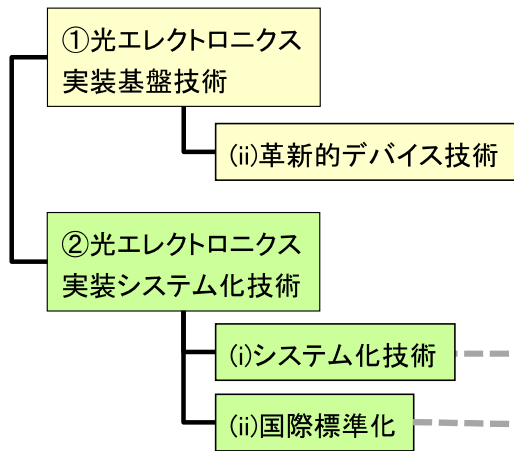 ①光エレクトロニクス
実装基盤技術
(ii)革新的デバイス技術
②光エレクトロニクス
実装システム化技術
(i)システム化技術
(ii)国際標準化